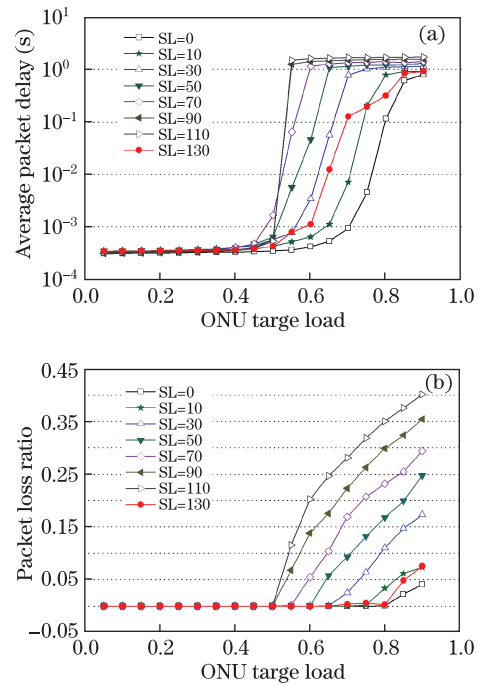 (a)
Average packet delay (s)
10¹
10⁰
10⁻¹
10⁻²
10⁻³
10⁻⁴
SL=0
SL=10
SL=30
SL=50
SL=70
SL=90
SL=110
SL=130
0.0 0.2 0.4 0.6 0.8 1.0
ONU targe load
(b)
Packet loss ratio
0.45
0.35
0.25
0.15
0.05
−0.05
SL=0
SL=10
SL=30
SL=50
SL=70
SL=90
SL=110
SL=130
0.0 0.2 0.4 0.6 0.8 1.0
ONU targe load